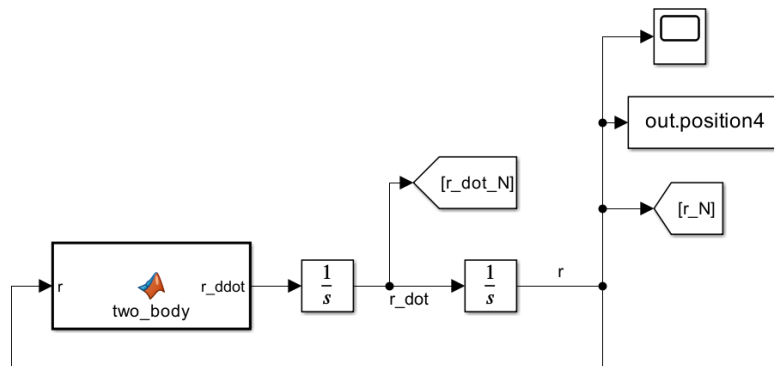 out.position4
[r_dot_N]
[r_N]
r
r_ddot
two_body
1
s
r_dot
1
s
r